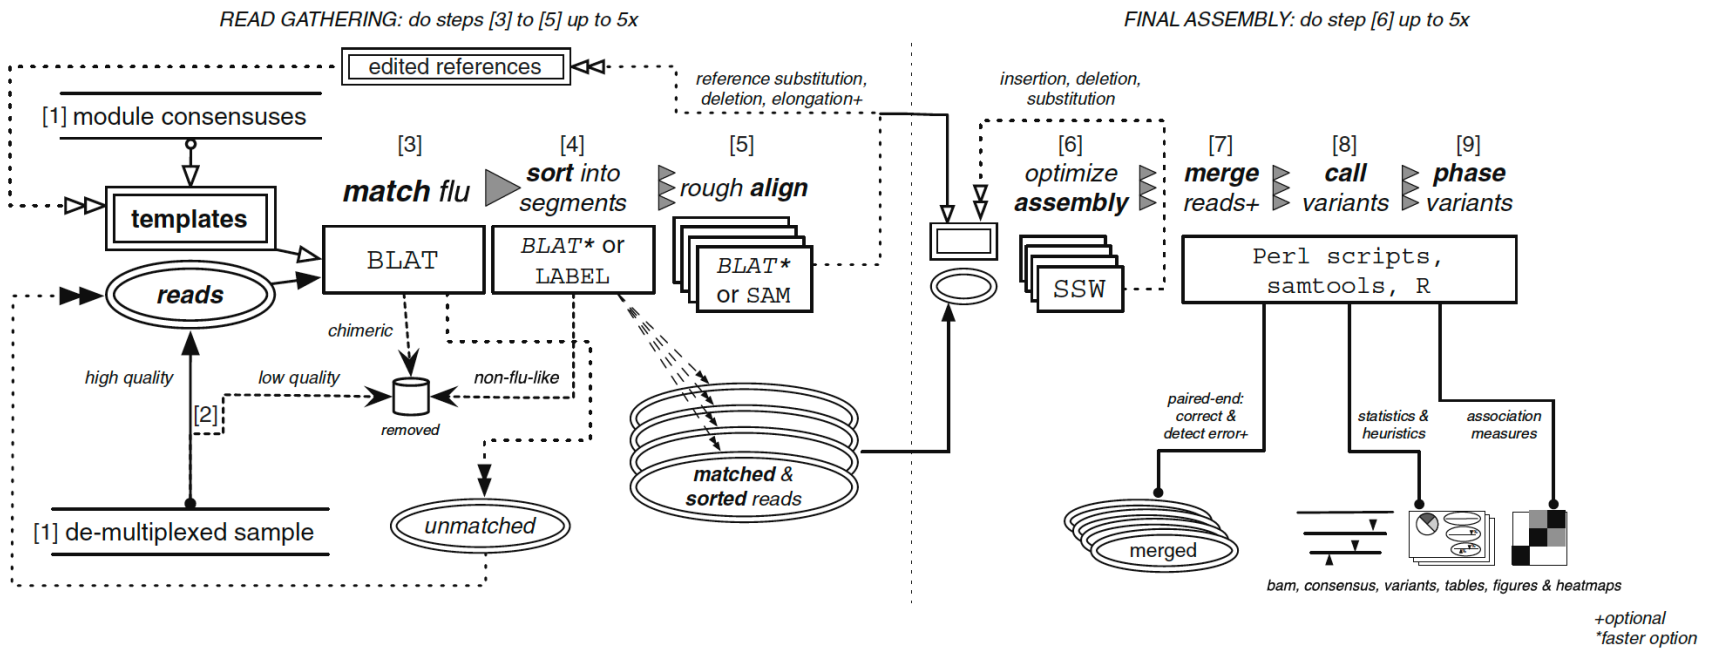 READ GATHERING: do steps [3] to [5] up to 5x
FINAL ASSEMBLY: do step [6] up to 5x
edited references
reference substitution,
deletion, elongation+
insertion, deletion,
substitution
[1] module consensuses
[3]
match flu
[4]
sort into
segments
[5]
rough align
[6]
optimize
assembly
[7]
merge
reads+
[8]
call
variants
[9]
phase
variants
templates
reads
BLAT
BLAT* or
LABEL
BLAT*
or SAM
SSW
Perl scripts,
samtools, R
chimeric
high quality
low quality
non-flu-like
[2]
removed
matched &
sorted reads
unmatched
[1] de-multiplexed sample
paired-end:
correct &
detect error+
statistics &
heuristics
association
measures
merged
bam, consensus, variants, tables, figures & heatmaps
+optional
*faster option